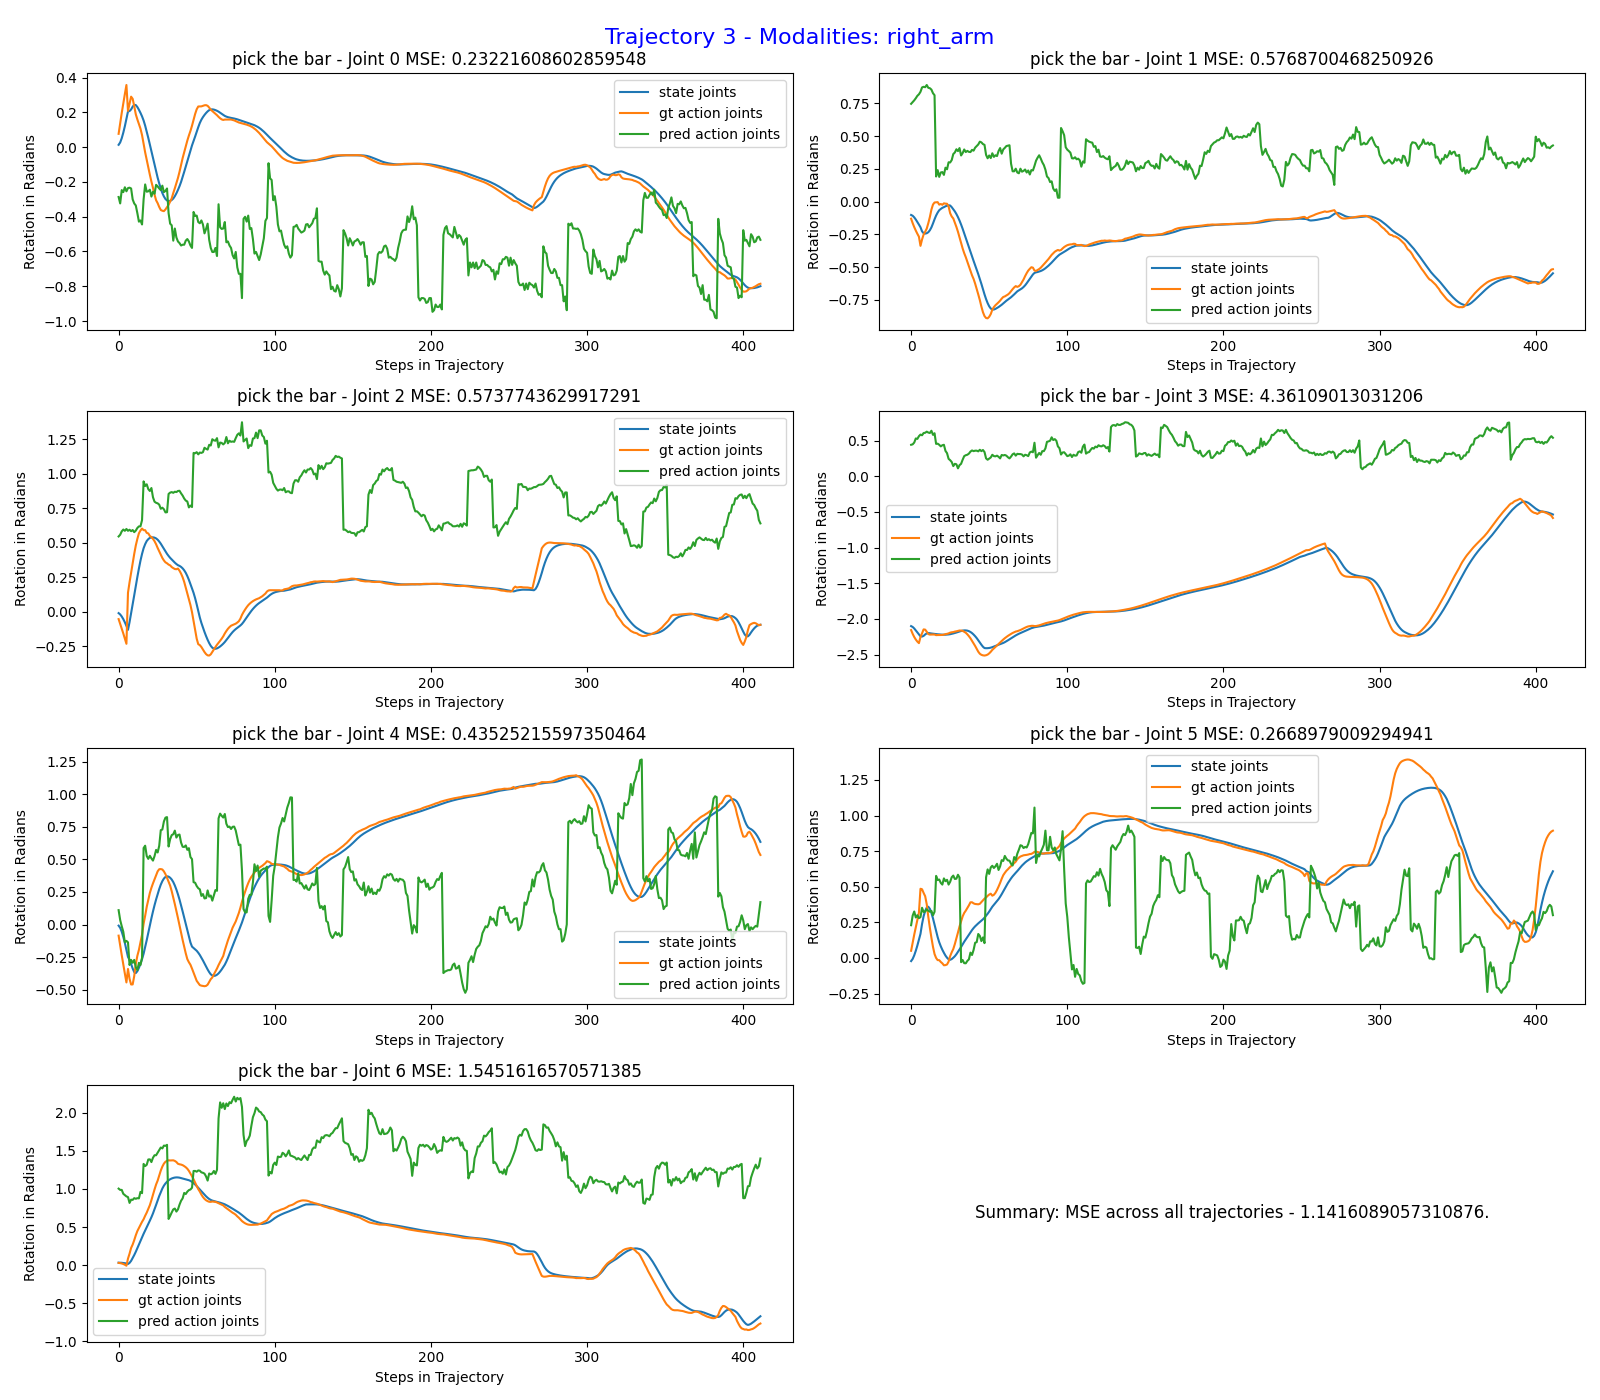 Trajectory 3 - Modalities: right_arm
pick the bar - Joint 0 MSE: 0.23221608602859548
Rotation in Radians
0.4
0.2
0.0
−0.2
−0.4
−0.6
−0.8
−1.0
state joints
gt action joints
pred action joints
0 100 200 300 400
Steps in Trajectory
pick the bar - Joint 1 MSE: 0.5768700468250926
Rotation in Radians
0.75
0.50
0.25
0.00
−0.25
−0.50
−0.75
state joints
gt action joints
pred action joints
0 100 200 300 400
Steps in Trajectory
pick the bar - Joint 2 MSE: 0.5737743629917291
Rotation in Radians
1.25
1.00
0.75
0.50
0.25
0.00
−0.25
state joints
gt action joints
pred action joints
0 100 200 300 400
Steps in Trajectory
pick the bar - Joint 3 MSE: 4.36109013031206
Rotation in Radians
0.5
0.0
−0.5
−1.0
−1.5
−2.0
−2.5
state joints
gt action joints
pred action joints
0 100 200 300 400
Steps in Trajectory
pick the bar - Joint 4 MSE: 0.43525215597350464
Rotation in Radians
1.25
1.00
0.75
0.50
0.25
0.00
−0.25
−0.50
state joints
gt action joints
pred action joints
0 100 200 300 400
Steps in Trajectory
pick the bar - Joint 5 MSE: 0.2668979009294941
Rotation in Radians
1.25
1.00
0.75
0.50
0.25
0.00
−0.25
state joints
gt action joints
pred action joints
0 100 200 300 400
Steps in Trajectory
pick the bar - Joint 6 MSE: 1.5451616570571385
Rotation in Radians
2.0
1.5
1.0
0.5
0.0
−0.5
−1.0
state joints
gt action joints
pred action joints
0 100 200 300 400
Steps in Trajectory
Summary: MSE across all trajectories - 1.1416089057310876.